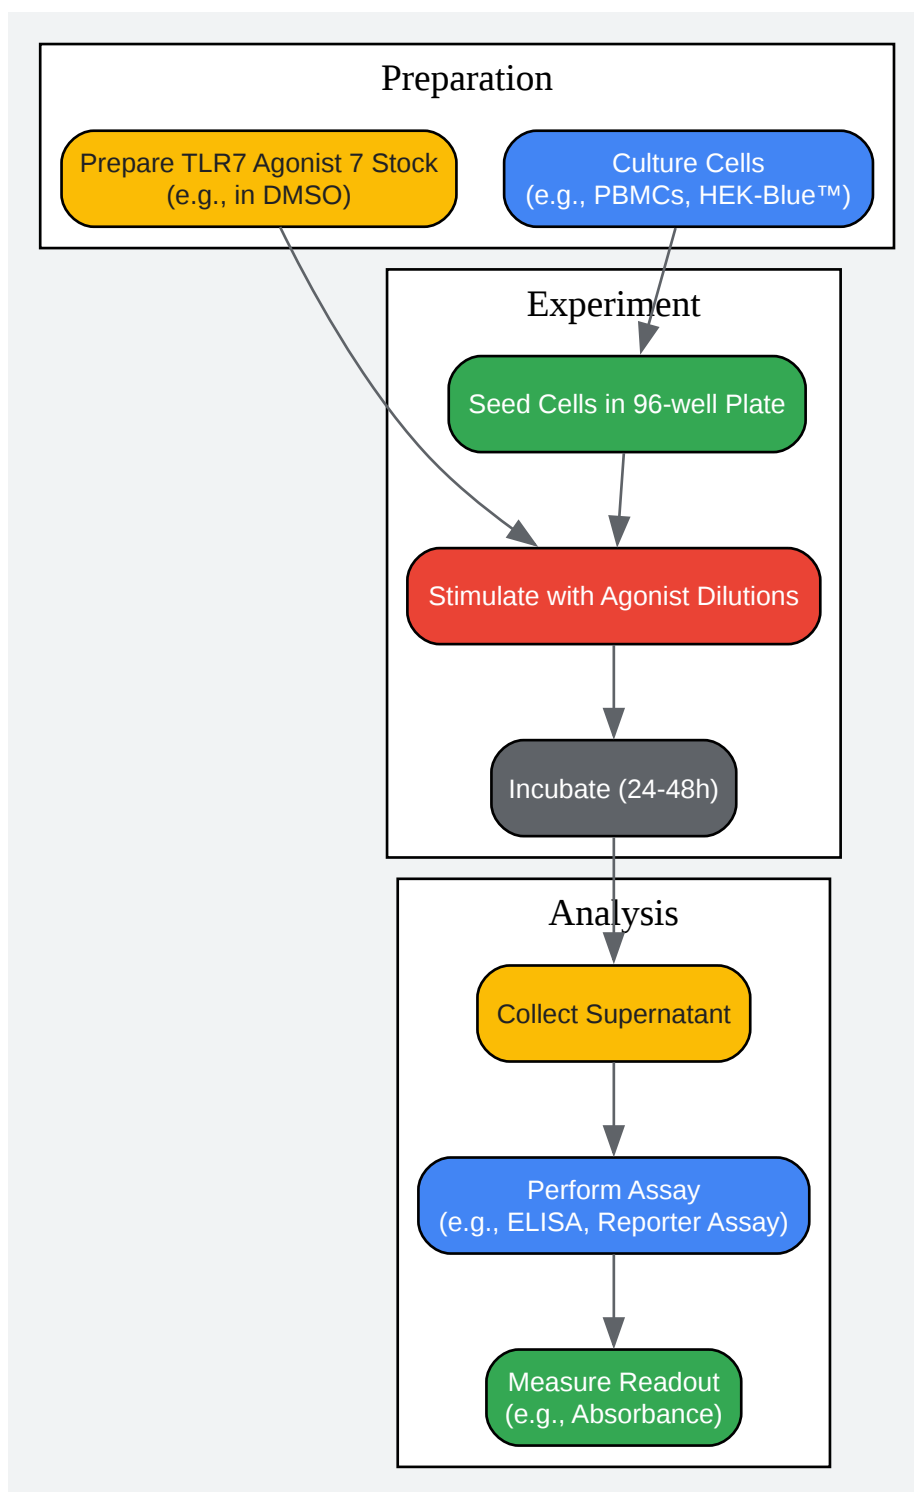 Preparation
Prepare TLR7 Agonist 7 Stock
(e.g., in DMSO)
Culture Cells
(e.g., PBMCs, HEK-Blue™)
Experiment
Seed Cells in 96-well Plate
Stimulate with Agonist Dilutions
Incubate (24-48h)
Analysis
Collect Supernatant
Perform Assay
(e.g., ELISA, Reporter Assay)
Measure Readout
(e.g., Absorbance)